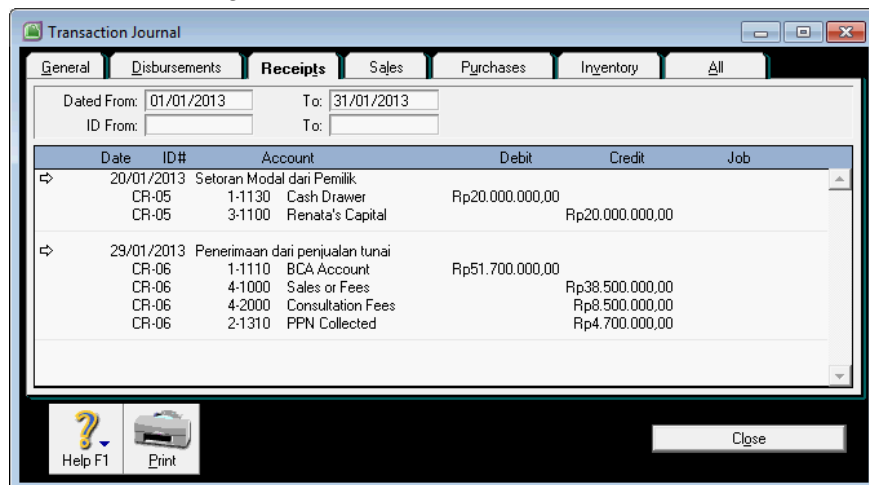 Transaction Journal
General Disbursements Receipts Sales Purchases Inventory All
Dated From: 01/01/2013 To: 31/01/2013
ID From: To:
Date ID# Account Debit Credit Job
20/01/2013 Setoran Modal dari Pemilik
CR-05 1-1130 Cash Drawer Rp20.000.000,00
CR-05 3-1100 Renata's Capital Rp20.000.000,00
29/01/2013 Penerimaan dari penjualan tunai
CR-06 1-1110 BCA Account Rp51.700.000,00
CR-06 4-1000 Sales or Fees Rp38.500.000,00
CR-06 4-2000 Consultation Fees Rp8.500.000,00
CR-06 2-1310 PPN Collected Rp4.700.000,00
Help F1 Print Close